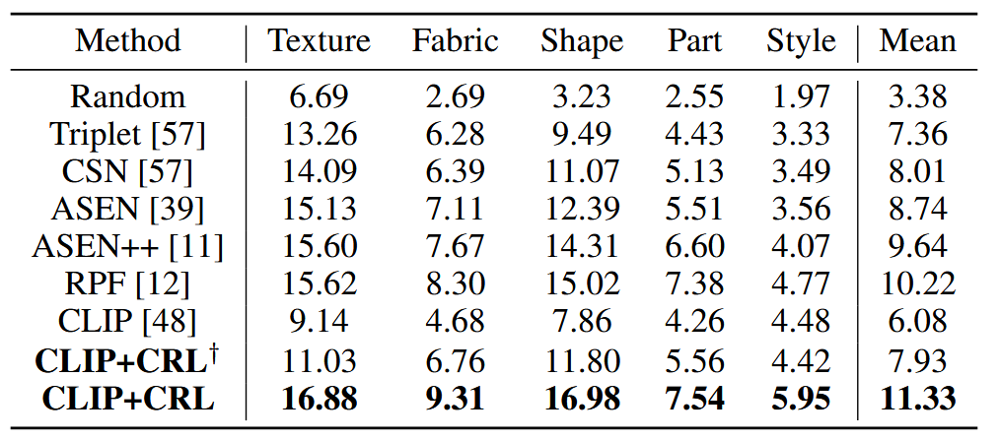 Method Texture Fabric Shape Part Style Mean
Random 6.69 2.69 3.23 2.55 1.97 3.38
Triplet [57] 13.26 6.28 9.49 4.43 3.33 7.36
CSN [57] 14.09 6.39 11.07 5.13 3.49 8.01
ASEN [39] 15.13 7.11 12.39 5.51 3.56 8.74
ASEN++ [11] 15.60 7.67 14.31 6.60 4.07 9.64
RPF [12] 15.62 8.30 15.02 7.38 4.77 10.22
CLIP [48] 9.14 4.68 7.86 4.26 4.48 6.08
CLIP+CRL† 11.03 6.76 11.80 5.56 4.42 7.93
CLIP+CRL 16.88 9.31 16.98 7.54 5.95 11.33